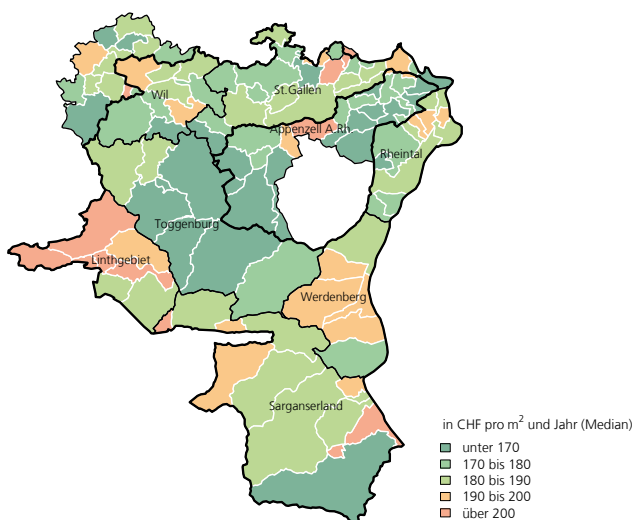 Wil
St.Gallen
Appenzell A.Rh
Rheintal
Toggenburg
Linthgebiet
Werdenberg
Sarganserland
in CHF pro m² und Jahr (Median)
unter 170
170 bis 180
180 bis 190
190 bis 200
über 200